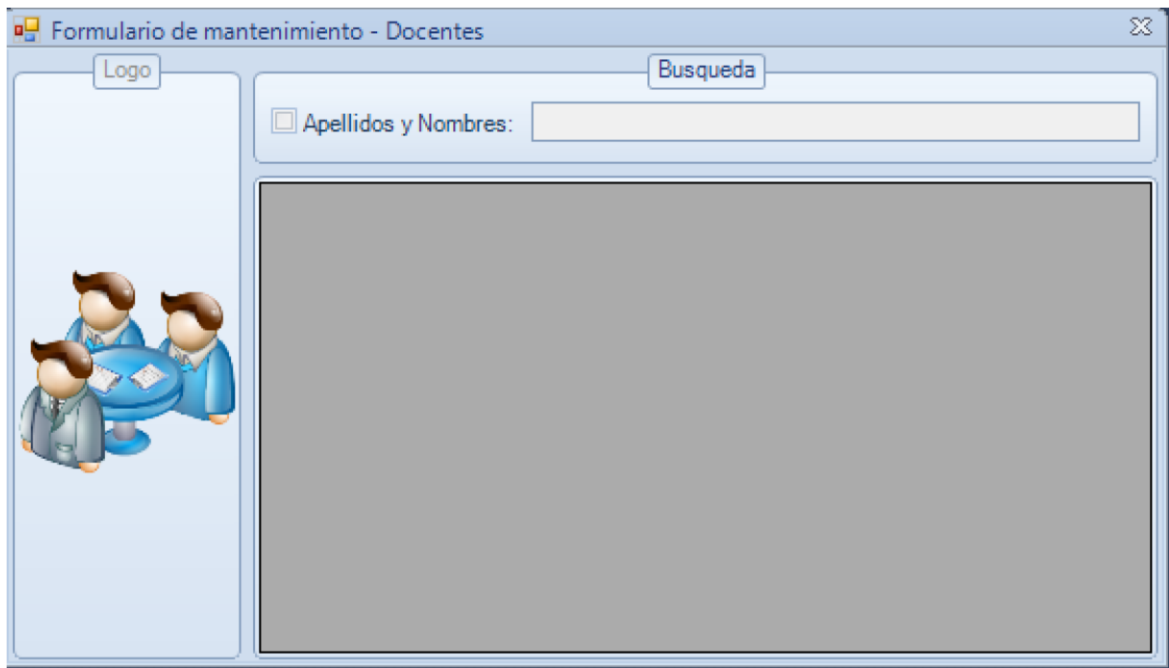 Formulario de mantenimiento - Docentes
Logo
Busqueda
Apellidos y Nombres: